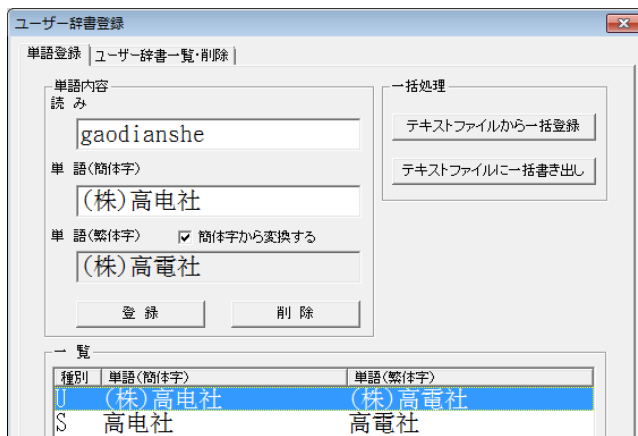 ユーザー辞書登録
単語登録
ユーザー辞書一覧・削除
単語内容
読 み
gaodianshe
単 語(簡体字)
(株)高电社
単 語(繁体字)
簡体字から変換する
(株)高電社
登 録
削 除
一括処理
テキストファイルから一括登録
テキストファイルに一括書き出し
一 覧
種別 単語(簡体字) 単語(繁体字)
U (株)高电社 (株)高電社
S 高电社 高電社